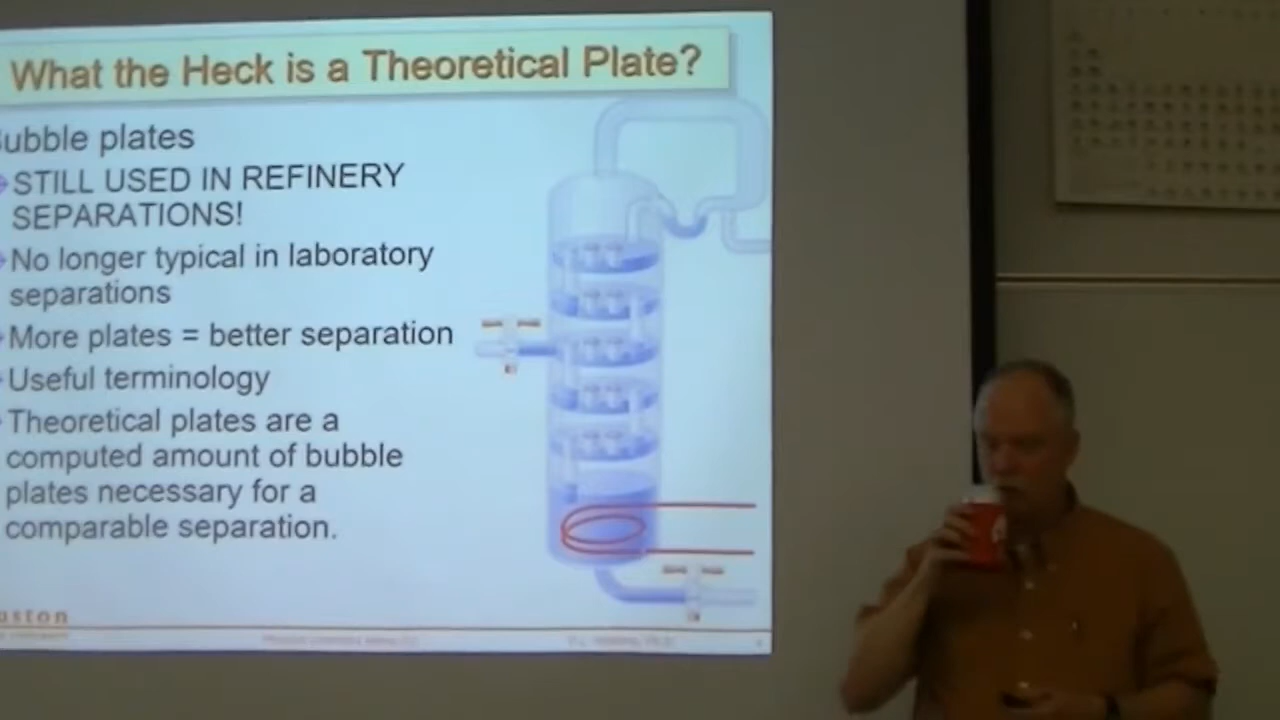 What the Heck is a Theoretical Plate?
ubble plates
STILL USED IN REFINERY
SEPARATIONS!
No longer typical in laboratory
separations
More plates = better separation
Useful terminology
Theoretical plates are a
computed amount of bubble
plates necessary for a
comparable separation.